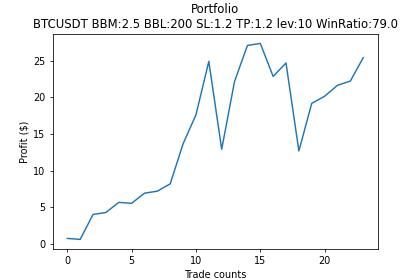 Portfolio
BTCUSDT BBM:2.5 BBL:200 SL:1.2 TP:1.2 lev:10 WinRatio:79.0
Profit ($)
25
20
15
10
5
0
0 5 10 15 20
Trade counts